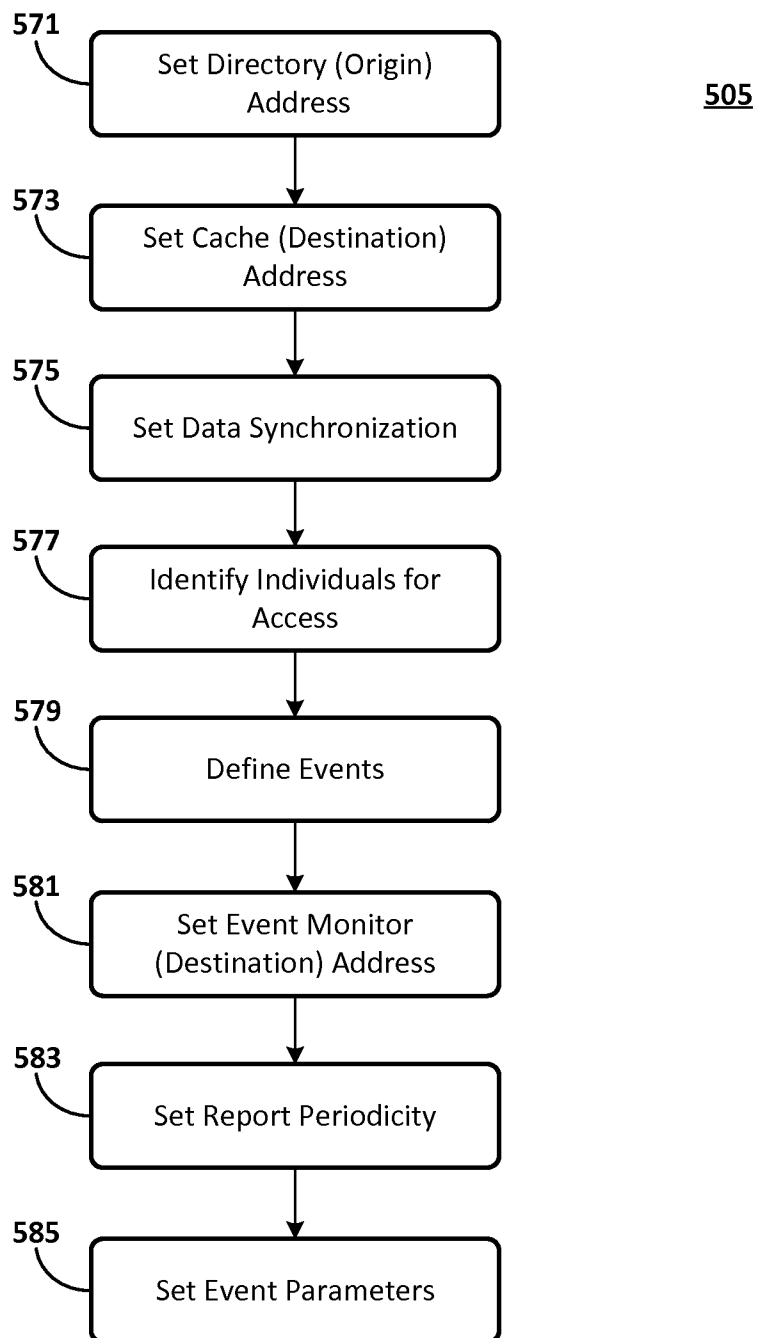 571
Set Directory (Origin)
Address
505
573
Set Cache (Destination)
Address
575
Set Data Synchronization
577
Identify Individuals for
Access
579
Define Events
581
Set Event Monitor
(Destination) Address
583
Set Report Periodicity
585
Set Event Parameters